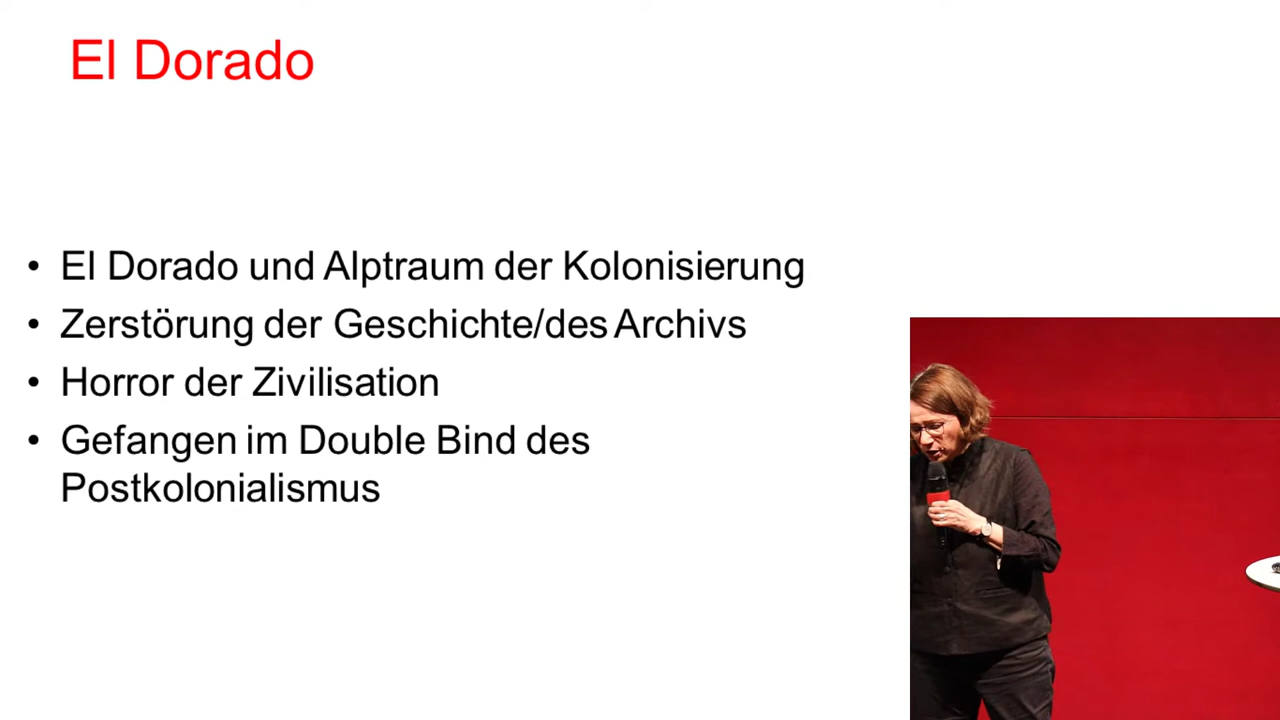 El Dorado
• El Dorado und Alptraum der Kolonisierung
• Zerstörung der Geschichte/des Archivs
• Horror der Zivilisation
• Gefangen im Double Bind des
Postkolonialismus